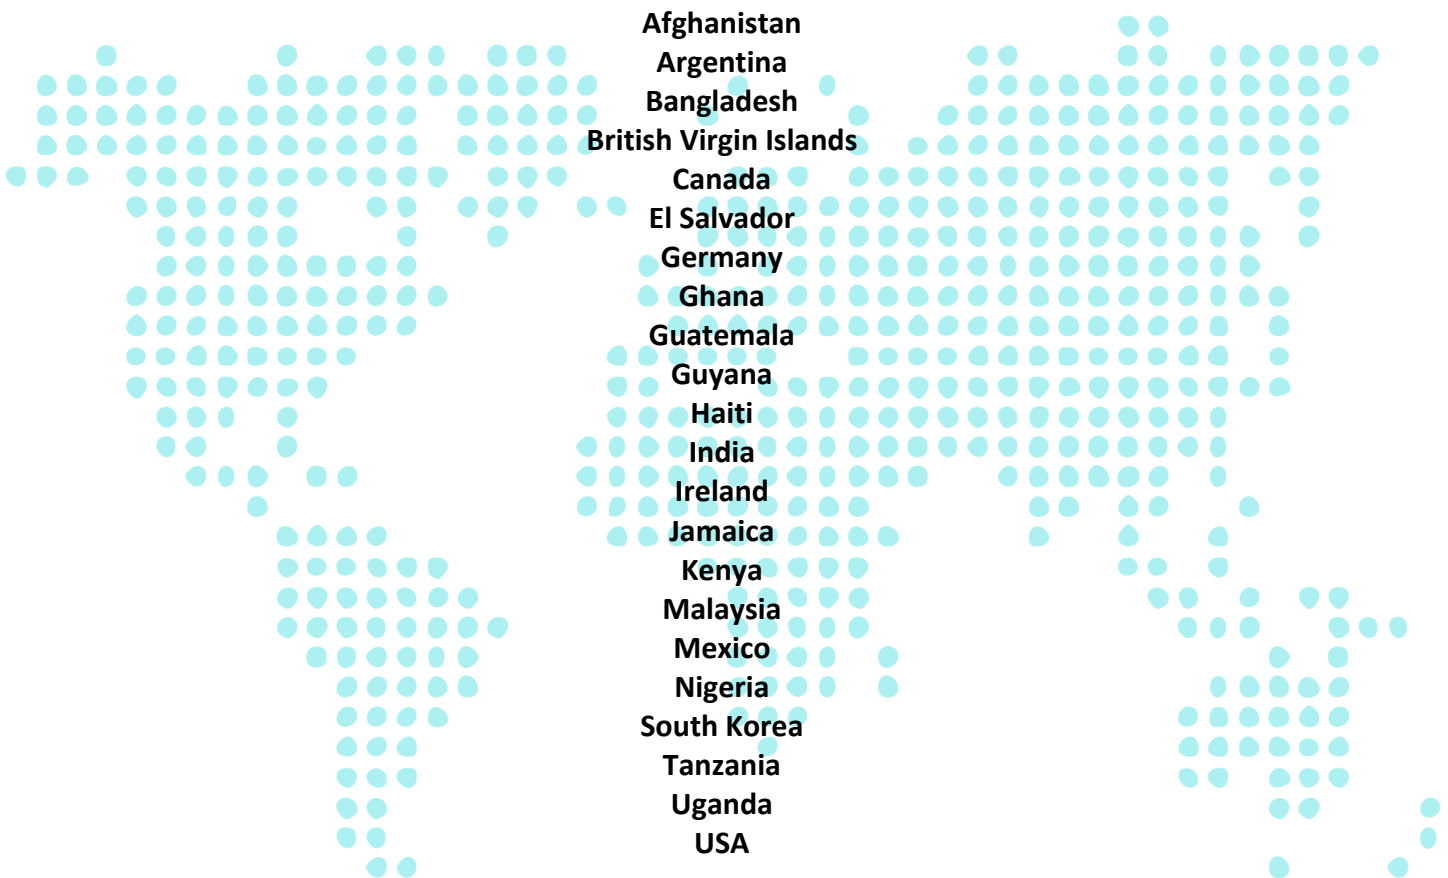 Afghanistan
Argentina
Bangladesh
British Virgin Islands
Canada
El Salvador
Germany
Ghana
Guatemala
Guyana
Haiti
India
Ireland
Jamaica
Kenya
Malaysia
Mexico
Nigeria
South Korea
Tanzania
Uganda
USA